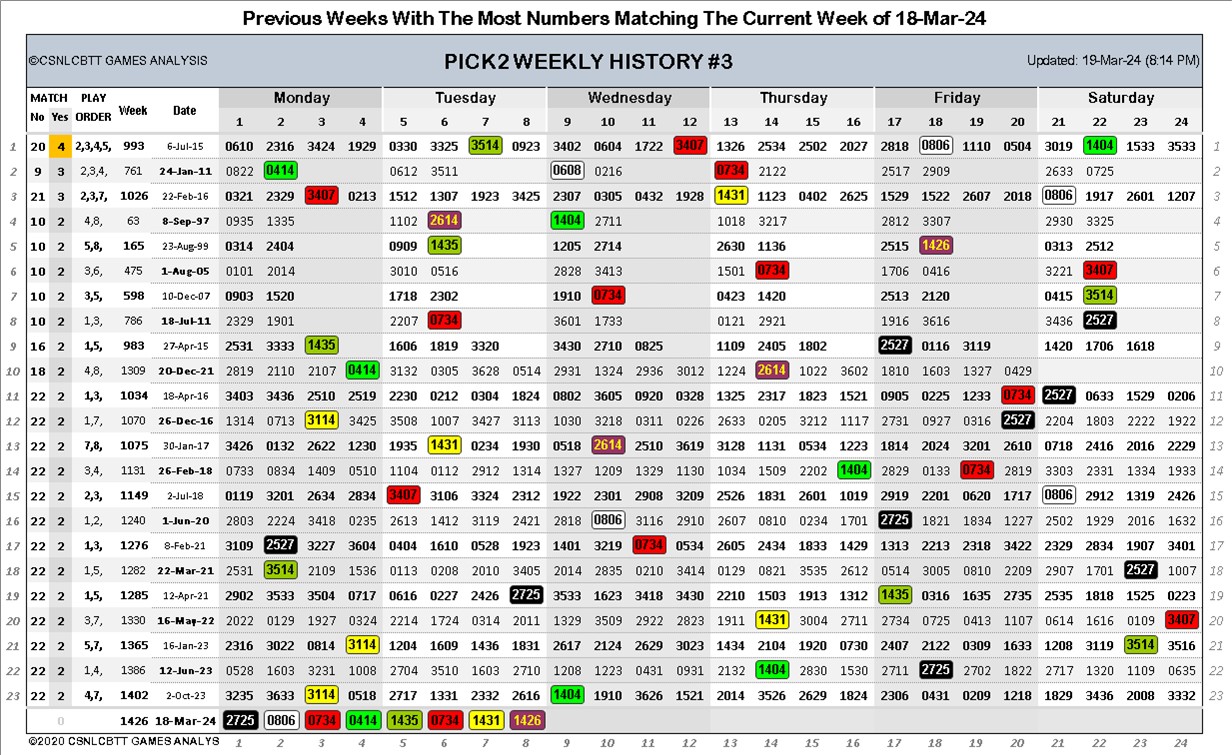 Previous Weeks With The Most Numbers Matching The Current Week of 18-Mar-24
©CSNLCBTT GAMES ANALYSIS PICK2 WEEKLY HISTORY #3 Updated: 19-Mar-24 (8:14 PM)
MATCH PLAY Week Date Monday Tuesday Wednesday Thursday Friday Saturday
No Yes ORDER 1 2 3 4 5 6 7 8 9 10 11 12 13 14 15 16 17 18 19 20 21 22 23 24
1 20 4 2,3,4,5, 993 6-Jul-15 0610 2316 3424 1929 0330 3325 3514 0923 3402 0604 1722 3407 1326 2534 2502 2027 2818 0806 1110 0504 3019 1404 1533 3533 1
2 9 3 2,3,4, 761 24-Jan-11 0822 0414 0612 3511 0608 0216 0734 2122 2517 2909 2633 0725 2
3 21 3 2,3,7, 1026 22-Feb-16 0321 2329 3407 0213 1512 1307 1923 3425 2307 0305 0432 1928 1431 1123 0402 2625 1529 1522 2607 2018 0806 1917 2601 1207 3
4 10 2 4,8, 63 8-Sep-97 0935 1335 1102 2614 1404 2711 1018 3217 2812 3307 2930 3325 4
5 10 2 5,8, 165 23-Aug-99 0314 2404 0909 1435 1205 2714 2630 1136 2515 1426 0313 2512 5
6 10 2 3,6, 475 1-Aug-05 0101 2014 3010 0516 2828 3413 1501 0734 1706 0416 3221 3407 6
7 10 2 3,5, 598 10-Dec-07 0903 1520 1718 2302 1910 0734 0423 1420 2513 2120 0415 3514 7
8 10 2 1,3, 786 18-Jul-11 2329 1901 2207 0734 3601 1733 0121 2921 1916 3616 3436 2527 8
9 16 2 1,5, 983 27-Apr-15 2531 3333 1435 1606 1819 3320 3430 2710 0825 1109 2405 1802 2527 0116 3119 1420 1706 1618 9
10 18 2 4,8, 1309 20-Dec-21 2819 2110 2107 0414 3132 0305 3628 0514 2931 1324 2936 3012 1224 2614 1022 3602 1810 1603 1327 0429 10
11 22 2 1,3, 1034 18-Apr-16 3403 3436 2510 2519 2230 0212 0304 1824 0802 3605 0920 0328 1325 2317 1823 1521 0905 0225 1233 0734 2527 0633 1529 0206 11
12 22 2 1,7, 1070 26-Dec-16 1314 0713 3114 3425 3508 1007 3427 3113 1030 3218 0311 0226 2633 0205 3212 1117 2731 0927 0316 2527 2204 1803 2222 1922 12
13 22 2 7,8, 1075 30-Jan-17 3426 0132 2622 1230 1935 1431 0234 1930 0518 2614 2510 3619 3128 1131 0534 1223 1814 2024 3201 2610 0718 2416 2016 2229 13
14 22 2 3,4, 1131 26-Feb-18 0733 0834 1409 0510 1104 0112 2912 1314 1327 1209 1329 1130 1034 1509 2202 1404 2829 0133 0734 2819 3303 2331 1334 1933 14
15 22 2 2,3, 1149 2-Jul-18 0119 3201 2634 2834 3407 3106 3324 2312 1922 2301 2908 3209 2526 1831 2601 1019 2919 2201 0620 1717 0806 2912 1319 2426 15
16 22 2 1,2, 1240 1-Jun-20 2803 2224 3418 0235 2613 1412 3119 2421 2818 0806 3116 2910 2607 0810 0234 1701 2725 1821 1834 1227 2502 1929 2016 1632 16
17 22 2 1,3, 1276 8-Feb-21 3109 2527 3227 3604 0404 1610 0528 1923 1401 3219 0734 0534 2605 2434 1833 1429 1313 2213 2318 3422 2329 2834 1907 3401 17
18 22 2 1,5, 1282 22-Mar-21 2531 3514 2109 1536 0113 0208 2010 3405 2014 2835 0210 3414 0129 0821 3535 2612 0514 3005 0810 2209 2907 1701 2527 1007 18
19 22 2 1,5, 1285 12-Apr-21 2902 3533 3504 0717 0616 0227 2426 2725 3533 1623 3418 3430 2210 1503 1913 1312 1435 0316 1635 2735 2535 1818 1525 0223 19
20 22 2 3,7, 1330 16-May-22 2022 0129 1927 0324 2214 1724 0314 2011 1327 3509 2922 2823 1911 1431 3004 2711 2734 0725 0413 1107 0614 1616 0109 3407 20
21 22 2 5,7, 1365 16-Jan-23 2316 3022 0814 3114 1204 1609 1436 1831 2617 2124 2629 3023 1434 2104 1920 0730 2407 2122 0309 1633 1208 3119 3514 3516 21
22 22 2 1,4, 1386 12-Jun-23 0528 1603 3231 1008 2704 3510 1603 2710 1208 1223 0431 0931 2132 1404 2830 1530 2711 2725 2702 1822 2717 1320 1109 0635 22
23 22 2 4,7, 1402 2-Oct-23 3235 3633 3114 0518 2717 1331 2332 2616 1404 1910 3626 1521 2014 3526 2629 1824 2306 0431 0209 1218 1829 3436 2008 3332 23
0 1426 18-Mar-24 2725 0806 0734 0414 1435 0734 1431 1426
©2020 CSNLCBTT GAMES ANALYS 1 2 3 4 5 6 7 8 9 10 11 12 13 14 15 16 17 18 19 20 21 22 23 24